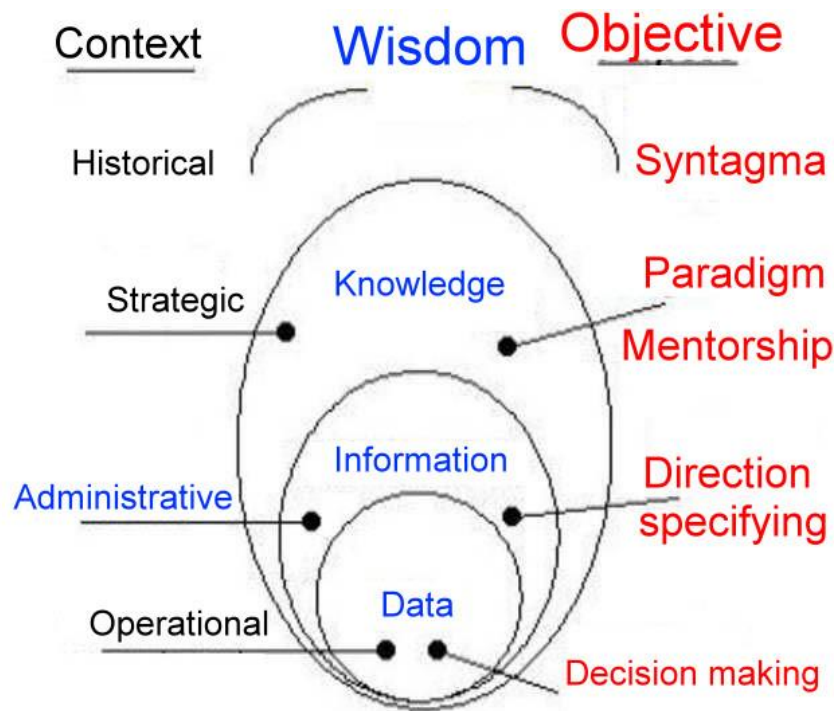 Context
Wisdom
Objective
Historical
Syntagma
Knowledge
Paradigm
Strategic
Mentorship
Information
Direction
Administrative
specifying
Data
Operational
Decision making